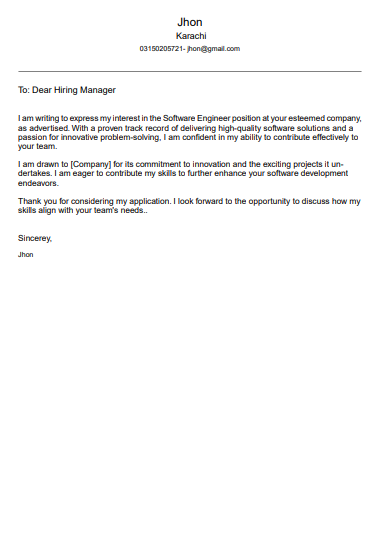 Jhon
Karachi
03150205721- jhon@gmail.com
To: Dear Hiring Manager
I am writing to express my interest in the Software Engineer position at your esteemed company,
as advertised. With a proven track record of delivering high-quality software solutions and a
passion for innovative problem-solving, I am confident in my ability to contribute effectively to
your team.
I am drawn to [Company] for its commitment to innovation and the exciting projects it un-
dertakes. I am eager to contribute my skills to further enhance your software development
endeavors.
Thank you for considering my application. I look forward to the opportunity to discuss how my
skills align with your team's needs..
Sincerey,
Jhon